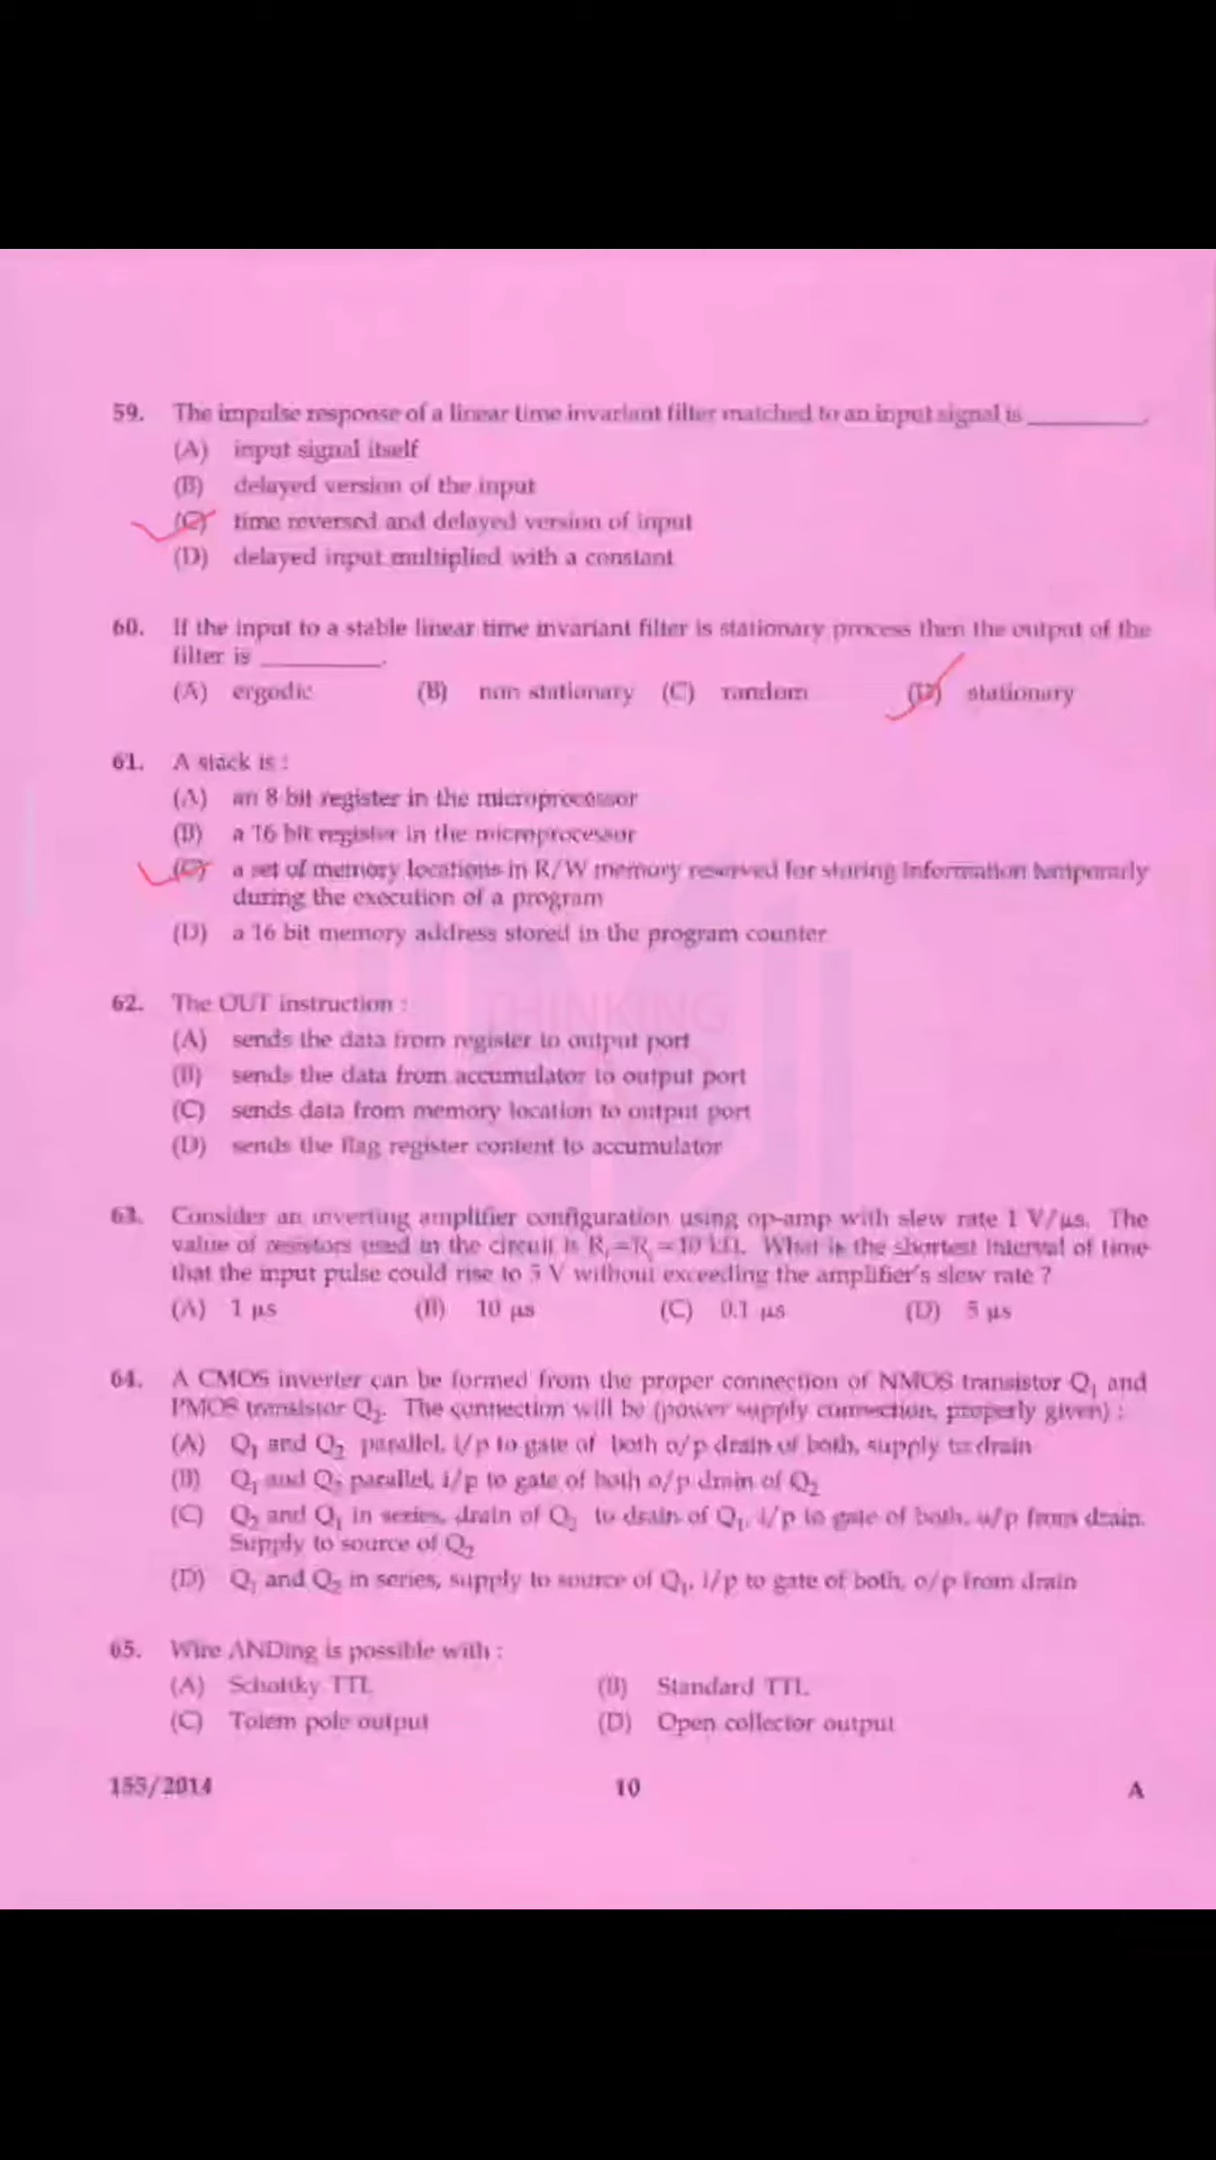 59. The impulse response of a linear time invariant filter matched to an input signal is __________.
(A) input signal itself
(B) delayed version of the input
(C) time reversed and delayed version of input
(D) delayed input multiplied with a constant
60. If the input to a stable linear time invariant filter is stationary process then the output of the
filter is __________.
(A) ergodic (B) non stationary (C) random (D) stationary
61. A stack is :
(A) an 8 bit register in the microprocessor
(B) a 16 bit register in the microprocessor
(C) a set of memory locations in R/W memory reserved for storing information temporarly
during the execution of a program
(D) a 16 bit memory address stored in the program counter
THINKING
62. The OUT instruction :
(A) sends the data from register to output port
(B) sends the data from accumulator to output port
(C) sends data from memory location to output port
(D) sends the flag register content to accumulator
63. Consider an inverting amplifier configuration using op-amp with slew rate 1 V/μs. The
value of resistors used in the circuit is = 10 kΩ. What is the shortest interval of time
that the input pulse could rise to 5 V without exceeding the amplifier's slew rate ?
(A) 1 μs (B) 10 μs (C) 0.1 μs (D) 5 μs
64. A CMOS inverter can be formed from the proper connection of NMOS transistor Q₁ and
PMOS transistor Q₂. The connection will be (power supply connection, properly given) :
(A) Q₁ and Q₂ parallel, i/p to gate of both o/p drain of both, supply to drain
(B) Q₁ and Q₂ parallel, i/p to gate of both o/p drain of Q₂
(C) Q₂ and Q₁ in series, drain of Q₂ to drain of Q₁, i/p to gate of both, o/p from drain.
Supply to source of Q₂
(D) Q₁ and Q₂ in series, supply to source of Q₁, i/p to gate of both, o/p from drain
65. Wire ANDing is possible with :
(A) Schottky TTL (B) Standard TTL
(C) Totem pole output (D) Open collector output
155/2014 10 A